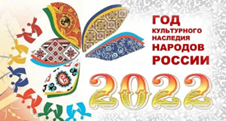 ГОД
КУЛЬТУРНОГО
НАСЛЕДИЯ
НАРОДОВ
РОССИИ
2022